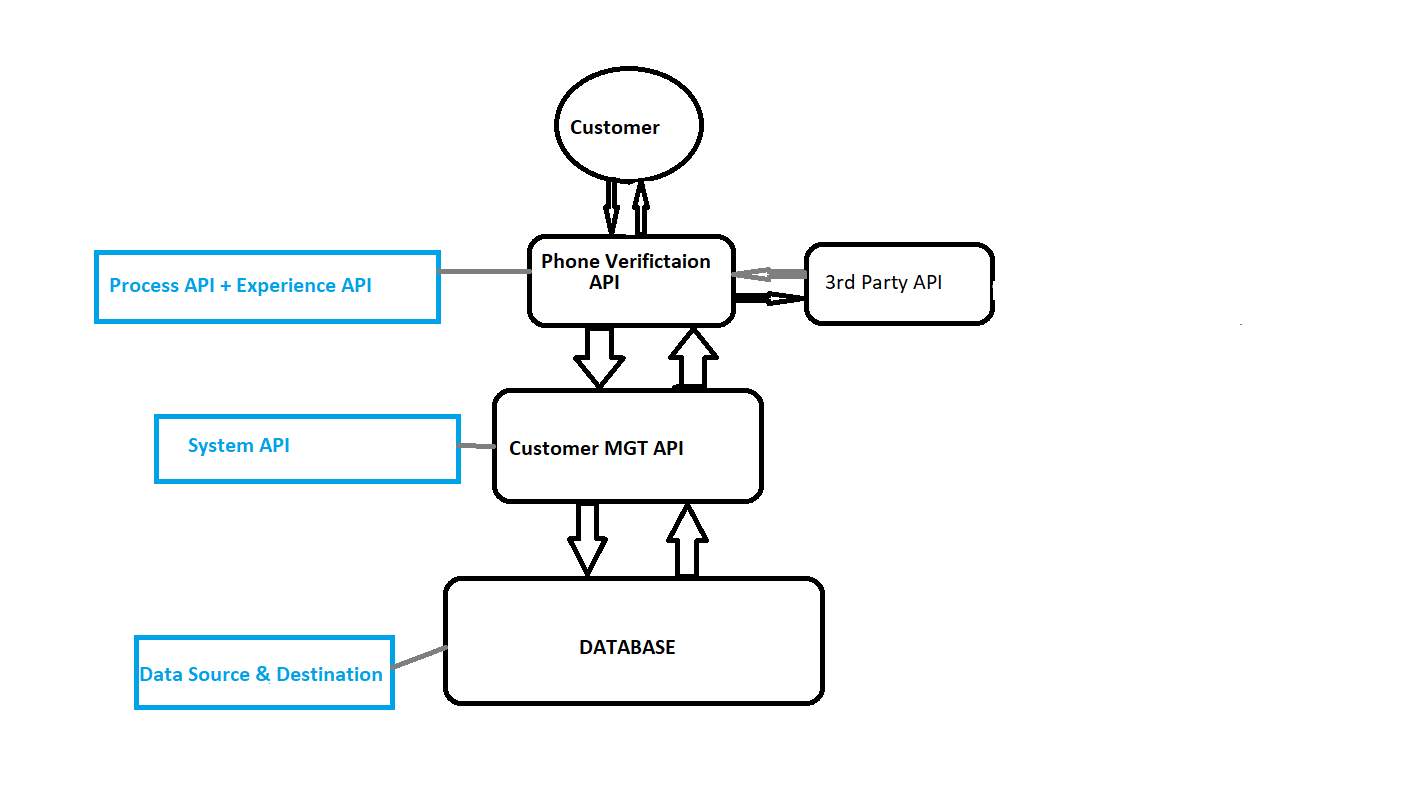 Customer
Phone Verifictaion
API
Process API + Experience API
3rd Party API
System API
Customer MGT API
DATABASE
Data Source & Destination